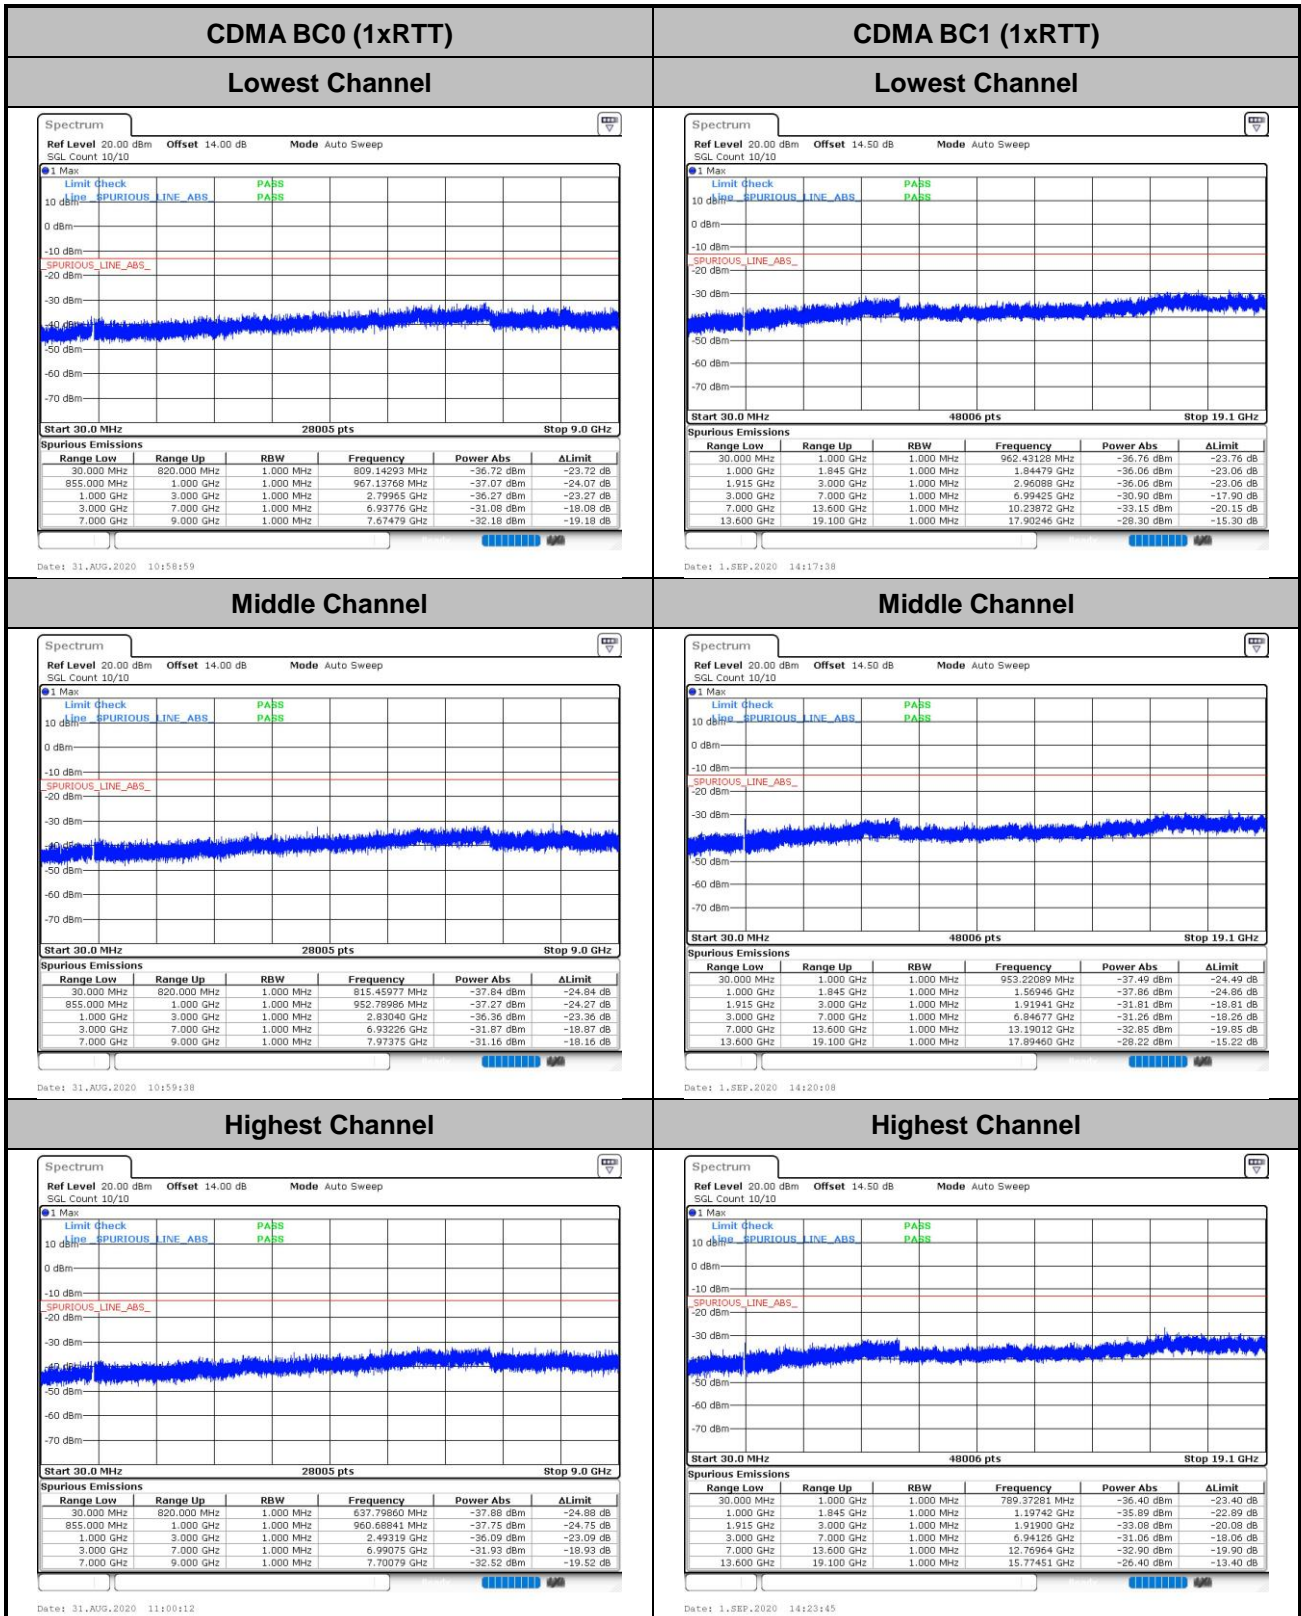 CDMA BC0 (1xRTT)
CDMA BC1 (1xRTT)
Lowest Channel
Lowest Channel
Spectrum
Ref Level 20.00 dBm Offset 14.00 dB Mode Auto Sweep
SGL Count 10/10
1 Max
Limit Check PASS
10 dBm Line _SPURIOUS_LINE_ABS_ PASS
0 dBm
-10 dBm
_SPURIOUS_LINE_ABS_
-20 dBm
-30 dBm
-40 dBm
-50 dBm
-60 dBm
-70 dBm
Start 30.0 MHz 28005 pts Stop 9.0 GHz
Spurious Emissions
Range Low Range Up RBW Frequency Power Abs ΔLimit
30.000 MHz 820.000 MHz 1.000 MHz 809.14293 MHz -36.72 dBm -23.72 dB
855.000 MHz 1.000 GHz 1.000 MHz 967.13768 MHz -37.07 dBm -24.07 dB
1.000 GHz 3.000 GHz 1.000 MHz 2.79965 GHz -36.27 dBm -23.27 dB
3.000 GHz 7.000 GHz 1.000 MHz 6.93776 GHz -31.08 dBm -18.08 dB
7.000 GHz 9.000 GHz 1.000 MHz 7.67479 GHz -32.18 dBm -19.18 dB
Date: 31.AUG.2020 10:58:59
Spectrum
Ref Level 20.00 dBm Offset 14.50 dB Mode Auto Sweep
SGL Count 10/10
1 Max
Limit Check PASS
10 dBm Line _SPURIOUS_LINE_ABS_ PASS
0 dBm
-10 dBm
_SPURIOUS_LINE_ABS_
-20 dBm
-30 dBm
-50 dBm
-60 dBm
-70 dBm
Start 30.0 MHz 48006 pts Stop 19.1 GHz
Spurious Emissions
Range Low Range Up RBW Frequency Power Abs ΔLimit
30.000 MHz 1.000 GHz 1.000 MHz 962.43128 MHz -36.76 dBm -23.76 dB
1.000 GHz 1.845 GHz 1.000 MHz 1.84479 GHz -36.06 dBm -23.06 dB
1.915 GHz 3.000 GHz 1.000 MHz 2.96088 GHz -36.06 dBm -23.06 dB
3.000 GHz 7.000 GHz 1.000 MHz 6.99425 GHz -30.90 dBm -17.90 dB
7.000 GHz 13.600 GHz 1.000 MHz 10.23872 GHz -33.15 dBm -20.15 dB
13.600 GHz 19.100 GHz 1.000 MHz 17.90246 GHz -28.30 dBm -15.30 dB
Date: 1.SEP.2020 14:17:38
Middle Channel
Middle Channel
Spectrum
Ref Level 20.00 dBm Offset 14.00 dB Mode Auto Sweep
SGL Count 10/10
1 Max
Limit Check PASS
10 dBm Line _SPURIOUS_LINE_ABS_ PASS
0 dBm
-10 dBm
_SPURIOUS_LINE_ABS_
-20 dBm
-30 dBm
-40 dBm
-50 dBm
-60 dBm
-70 dBm
Start 30.0 MHz 28005 pts Stop 9.0 GHz
Spurious Emissions
Range Low Range Up RBW Frequency Power Abs ΔLimit
30.000 MHz 820.000 MHz 1.000 MHz 815.45977 MHz -37.84 dBm -24.84 dB
855.000 MHz 1.000 GHz 1.000 MHz 952.78986 MHz -37.27 dBm -24.27 dB
1.000 GHz 3.000 GHz 1.000 MHz 2.83040 GHz -36.36 dBm -23.36 dB
3.000 GHz 7.000 GHz 1.000 MHz 6.93226 GHz -31.87 dBm -18.87 dB
7.000 GHz 9.000 GHz 1.000 MHz 7.97375 GHz -31.16 dBm -18.16 dB
Date: 31.AUG.2020 10:59:38
Spectrum
Ref Level 20.00 dBm Offset 14.50 dB Mode Auto Sweep
SGL Count 10/10
1 Max
Limit Check PASS
10 dBm Line _SPURIOUS_LINE_ABS_ PASS
0 dBm
-10 dBm
_SPURIOUS_LINE_ABS_
-20 dBm
-30 dBm
-50 dBm
-60 dBm
-70 dBm
Start 30.0 MHz 48006 pts Stop 19.1 GHz
Spurious Emissions
Range Low Range Up RBW Frequency Power Abs ΔLimit
30.000 MHz 1.000 GHz 1.000 MHz 953.22089 MHz -37.49 dBm -24.49 dB
1.000 GHz 1.845 GHz 1.000 MHz 1.56946 GHz -37.86 dBm -24.86 dB
1.915 GHz 3.000 GHz 1.000 MHz 1.91941 GHz -31.81 dBm -18.81 dB
3.000 GHz 7.000 GHz 1.000 MHz 6.84677 GHz -31.26 dBm -18.26 dB
7.000 GHz 13.600 GHz 1.000 MHz 13.19012 GHz -32.85 dBm -19.85 dB
13.600 GHz 19.100 GHz 1.000 MHz 17.89460 GHz -28.22 dBm -15.22 dB
Date: 1.SEP.2020 14:20:08
Highest Channel
Highest Channel
Spectrum
Ref Level 20.00 dBm Offset 14.00 dB Mode Auto Sweep
SGL Count 10/10
1 Max
Limit Check PASS
10 dBm Line _SPURIOUS_LINE_ABS_ PASS
0 dBm
-10 dBm
_SPURIOUS_LINE_ABS_
-20 dBm
-30 dBm
-40 dBm
-50 dBm
-60 dBm
-70 dBm
Start 30.0 MHz 28005 pts Stop 9.0 GHz
Spurious Emissions
Range Low Range Up RBW Frequency Power Abs ΔLimit
30.000 MHz 820.000 MHz 1.000 MHz 637.79860 MHz -37.88 dBm -24.88 dB
855.000 MHz 1.000 GHz 1.000 MHz 960.68841 MHz -37.75 dBm -24.75 dB
1.000 GHz 3.000 GHz 1.000 MHz 2.49319 GHz -36.09 dBm -23.09 dB
3.000 GHz 7.000 GHz 1.000 MHz 6.99075 GHz -31.93 dBm -18.93 dB
7.000 GHz 9.000 GHz 1.000 MHz 7.70079 GHz -32.52 dBm -19.52 dB
Date: 31.AUG.2020 11:00:12
Spectrum
Ref Level 20.00 dBm Offset 14.50 dB Mode Auto Sweep
SGL Count 10/10
1 Max
Limit Check PASS
10 dBm Line _SPURIOUS_LINE_ABS_ PASS
0 dBm
-10 dBm
_SPURIOUS_LINE_ABS_
-20 dBm
-30 dBm
-50 dBm
-60 dBm
-70 dBm
Start 30.0 MHz 48006 pts Stop 19.1 GHz
Spurious Emissions
Range Low Range Up RBW Frequency Power Abs ΔLimit
30.000 MHz 1.000 GHz 1.000 MHz 789.37281 MHz -36.40 dBm -23.40 dB
1.000 GHz 1.845 GHz 1.000 MHz 1.19742 GHz -35.89 dBm -22.89 dB
1.915 GHz 3.000 GHz 1.000 MHz 1.91900 GHz -33.08 dBm -20.08 dB
3.000 GHz 7.000 GHz 1.000 MHz 6.94126 GHz -31.06 dBm -18.06 dB
7.000 GHz 13.600 GHz 1.000 MHz 12.76964 GHz -32.90 dBm -19.90 dB
13.600 GHz 19.100 GHz 1.000 MHz 15.77451 GHz -26.40 dBm -13.40 dB
Date: 1.SEP.2020 14:23:45